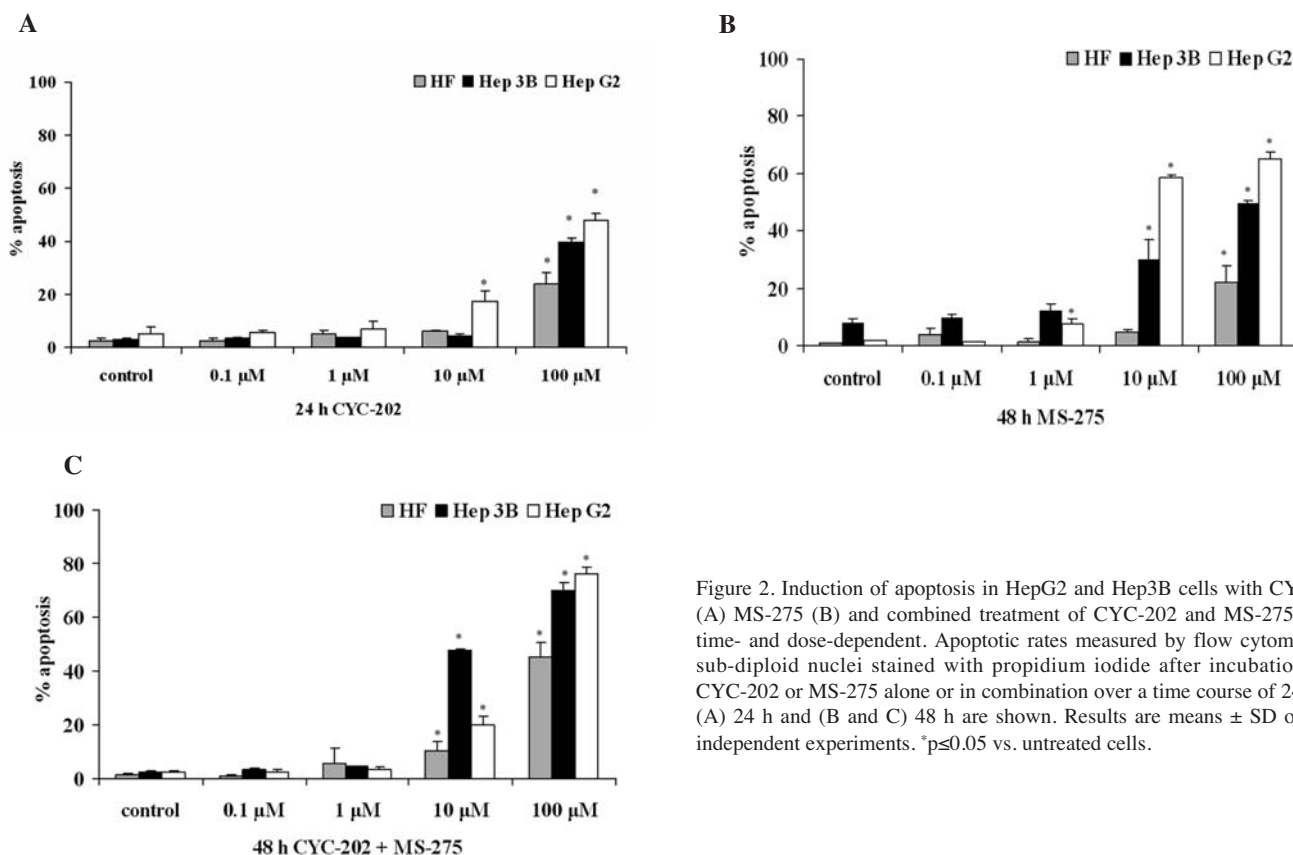 A
HF Hep 3B Hep G2
100
80
60
40
20
0
% apoptosis
* * * *
control 0.1 μM 1 μM 10 μM 100 μM
24 h CYC-202
B
HF Hep 3B Hep G2
100
80
60
40
20
0
% apoptosis
* * * * * *
control 0.1 μM 1 μM 10 μM 100 μM
48 h MS-275
C
HF Hep 3B Hep G2
100
80
60
40
20
0
% apoptosis
* * * * * *
control 0.1 μM 1 μM 10 μM 100 μM
48 h CYC-202 + MS-275
Figure 2. Induction of apoptosis in HepG2 and Hep3B cells with CY
(A) MS-275 (B) and combined treatment of CYC-202 and MS-275
time- and dose-dependent. Apoptotic rates measured by flow cytom
sub-diploid nuclei stained with propidium iodide after incubatio
CYC-202 or MS-275 alone or in combination over a time course of 24
(A) 24 h and (B and C) 48 h are shown. Results are means ± SD o
independent experiments. *p≤0.05 vs. untreated cells.